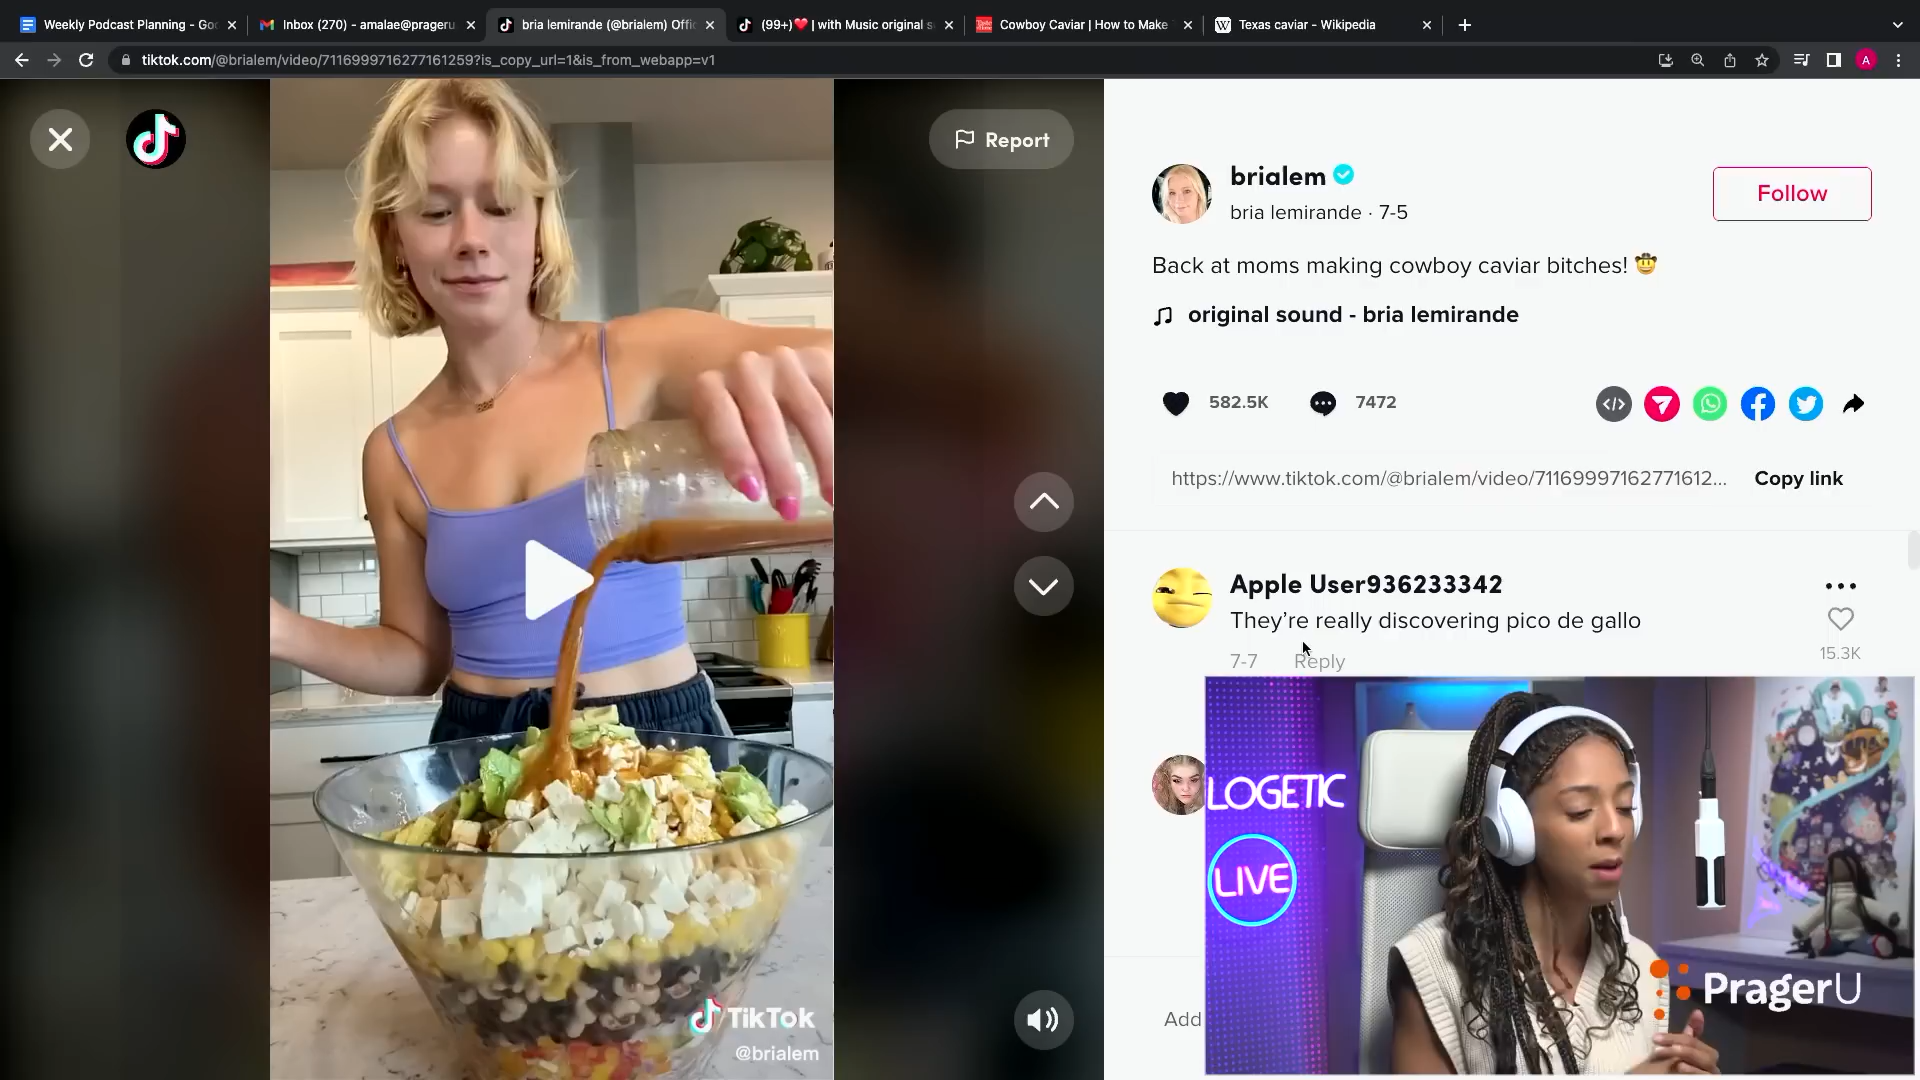 Weekly Podcast Planning - Goo
Inbox (270) - amalae@prageru.
bria lemirande (@brialem) Offic
(99+)❤️ | with Music original s
Cowboy Caviar | How to Make
Texas caviar - Wikipedia
tiktok.com/@brialem/video/7116999716277161259?is_copy_url=1&is_from_webapp=v1
A
Report
brialem
bria lemirande · 7-5
Follow
Back at moms making cowboy caviar bitches! 🤠
original sound - bria lemirande
582.5K
7472
https://www.tiktok.com/@brialem/video/71169997162771612...
Copy link
Apple User936233342
They’re really discovering pico de gallo
7-7
Reply
15.3K
LOGETIC
LIVE
PragerU
Add
TikTok
@brialem